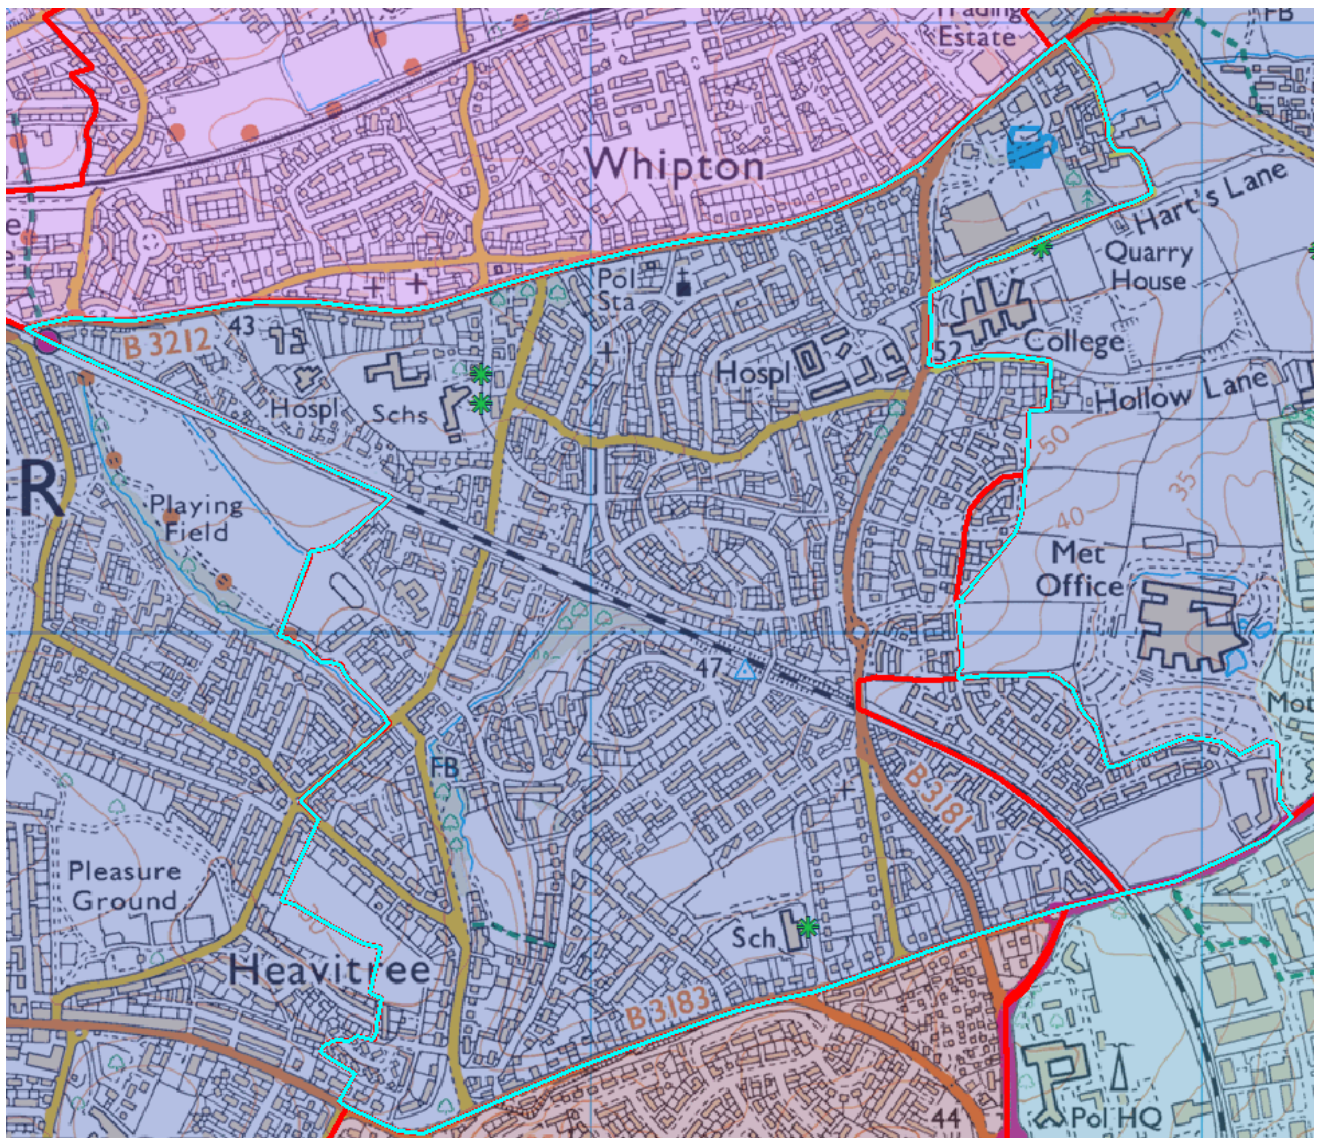 Trading
Estate
FB
Whipton
Hart's Lane
Quarry
House
Pol
Sta
43
B 3212
52
College
Hospl
Hospl
Schs
Hollow Lane
50
35
ER
Playing
Field
40
Met
Office
47
Mot
FB
B 3181
Pleasure
Ground
Sch
Heavitree
B 3183
44
Pol HQ